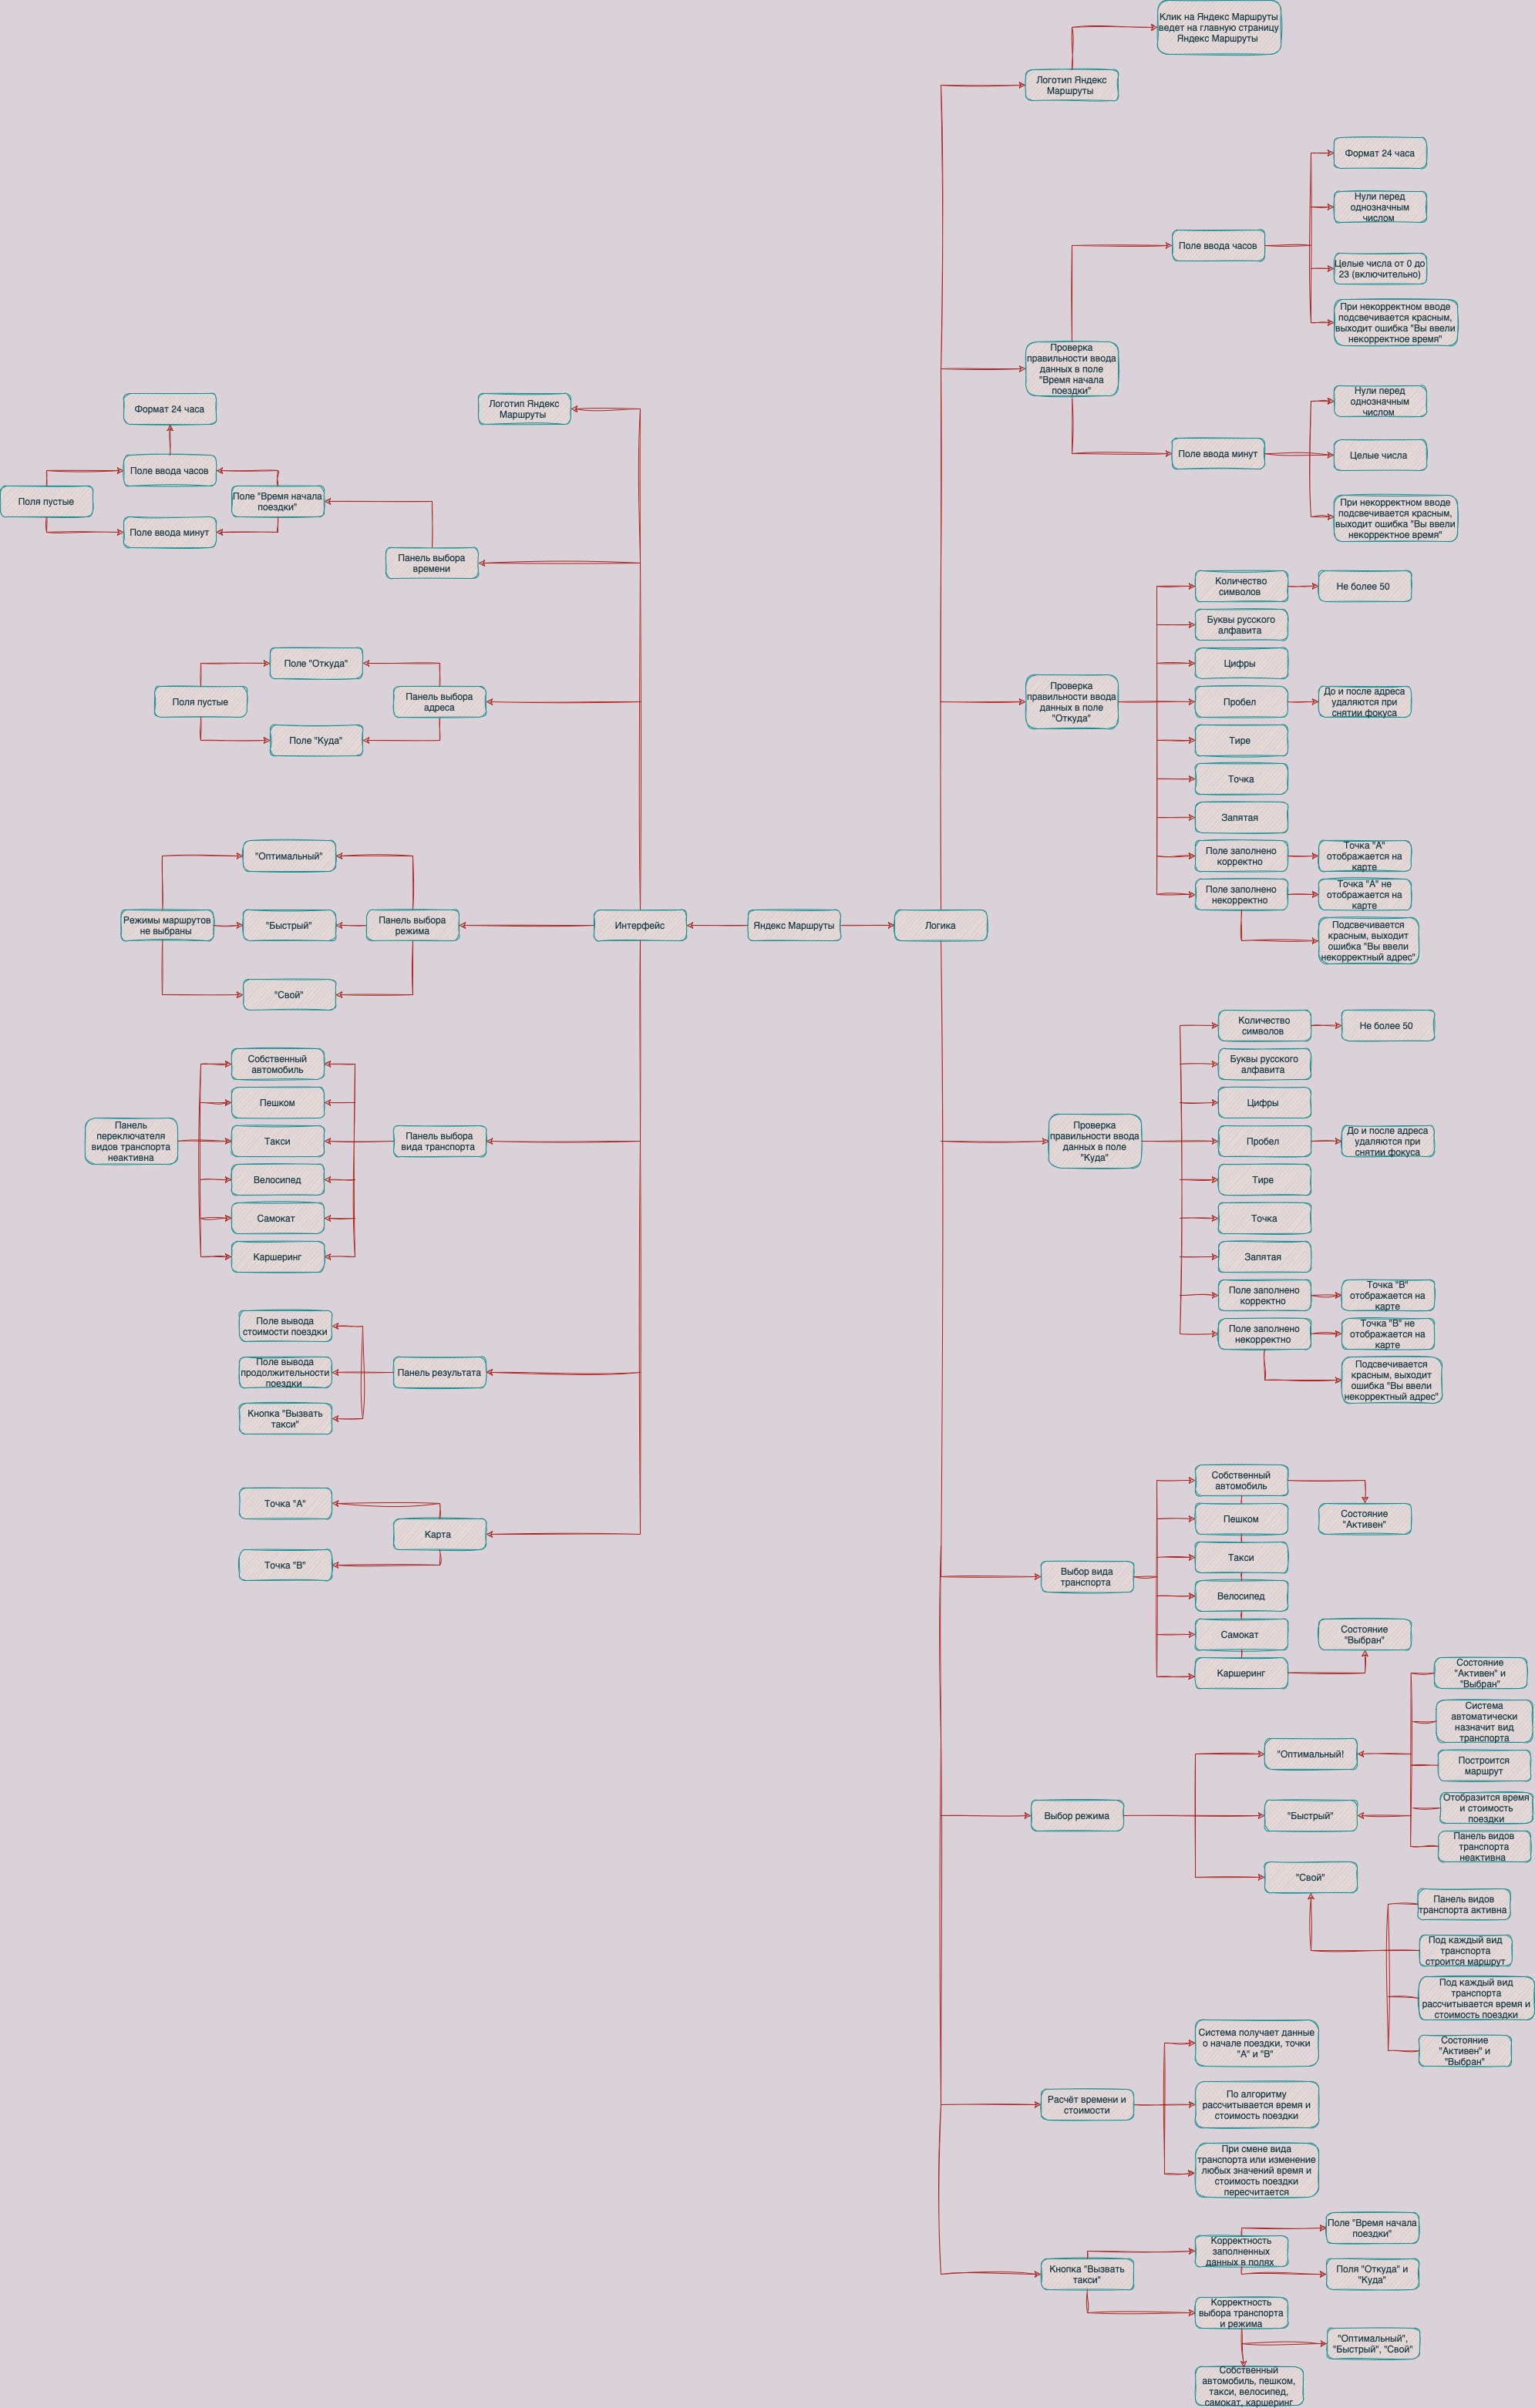 Клик на Яндекс Маршруты
ведет на главную страницу
Яндекс Маршруты
Логотип Яндекс
Маршруты
Формат 24 часа
Нули перед
однозначным
числом
Поле ввода часов
Целые числа от 0 до
23 (включительно)
При некорректном вводе
подсвечивается красным,
выходит ошибка "Вы ввели
некорректное время"
Проверка
правильности ввода
данных в поле
"Время начала
поездки"
Нули перед
однозначным
числом
Поле ввода минут
Целые числа
При некорректном вводе
подсвечивается красным,
выходит ошибка "Вы ввели
некорректное время"
Логотип Яндекс
Маршруты
Формат 24 часа
Поле ввода часов
Поля пустые
Поле "Время начала
поездки"
Поле ввода минут
Панель выбора
времени
Поле "Откуда"
Поля пустые
Панель выбора
адреса
Поле "Куда"
Количество
символов
Не более 50
Буквы русского
алфавита
Цифры
Проверка
правильности ввода
данных в поле
"Откуда"
Пробел
До и после адреса
удаляются при
снятии фокуса
Тире
Точка
Запятая
Поле заполнено
корректно
Точка "А"
отображается на
карте
Поле заполнено
некорректно
Точка "А" не
отображается на
карте
Подсвечивается
красным, выходит
ошибка "Вы ввели
некорректный адрес"
"Оптимальный"
Режимы маршрутов
не выбраны
"Быстрый"
Панель выбора
режима
Интерфейс
Яндекс Маршруты
Логика
"Свой"
Собственный
автомобиль
Пешком
Панель
переключателя
видов транспорта
неактивна
Такси
Панель выбора
вида транспорта
Велосипед
Самокат
Каршеринг
Количество
символов
Не более 50
Буквы русского
алфавита
Цифры
Проверка
правильности ввода
данных в поле
"Куда"
Пробел
До и после адреса
удаляются при
снятии фокуса
Тире
Точка
Запятая
Поле заполнено
корректно
Точка "В"
отображается на
карте
Поле заполнено
некорректно
Точка "В" не
отображается на
карте
Подсвечивается
красным, выходит
ошибка "Вы ввели
некорректный адрес"
Поле вывода
стоимости поездки
Поле вывода
продолжительности
поездки
Панель результата
Кнопка "Вызвать
такси"
Точка "А"
Карта
Точка "В"
Собственный
автомобиль
Состояние
"Активен"
Пешком
Такси
Выбор вида
транспорта
Велосипед
Самокат
Состояние
"Выбран"
Каршеринг
Состояние
"Активен" и
"Выбран"
Система
автоматически
назначит вид
транспорта
"Оптимальный!
Построится
маршрут
Выбор режима
"Быстрый"
Отобразится время
и стоимость
поездки
Панель видов
транспорта
неактивна
"Свой"
Панель видов
транспорта активна
Под каждый вид
транспорта
строится маршрут
Под каждый вид
транспорта
рассчитывается время и
стоимость поездки
Состояние
"Активен" и
"Выбран"
Система получает данные
о начале поездки, точки
"А" и "В"
Расчёт времени и
стоимости
По алгоритму
рассчитывается время и
стоимость поездки
При смене вида
транспорта или изменение
любых значений время и
стоимость поездки
пересчитается
Поле "Время начала
поездки"
Корректность
заполненных
данных в полях
Кнопка "Вызвать
такси"
Поля "Откуда" и
"Куда"
Корректность
выбора транспорта
и режима
"Оптимальный",
"Быстрый", "Свой"
Собственный
автомобиль, пешком,
такси, велосипед,
самокат, каршеринг